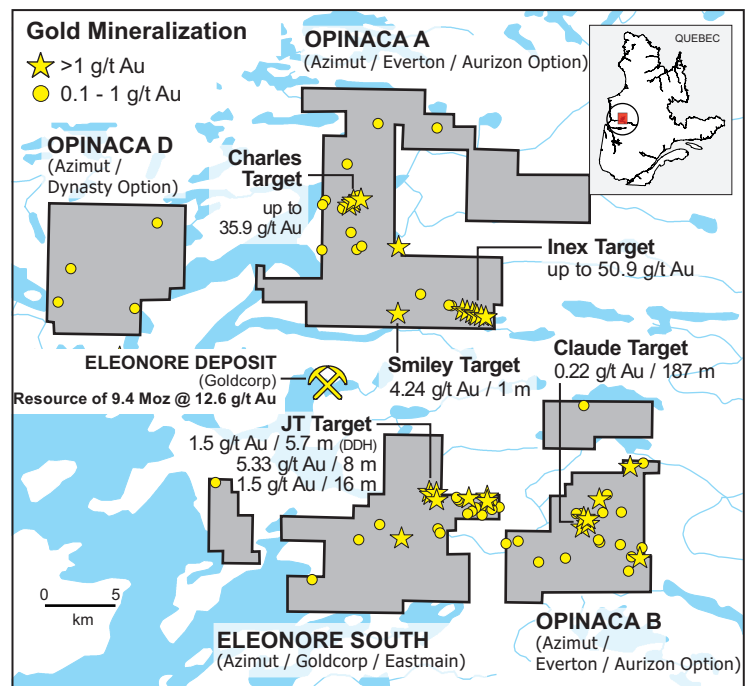 Gold Mineralization
>1 g/t Au
0.1 - 1 g/t Au
OPINACA A
(Azimut / Everton / Aurizon Option)
QUEBEC
OPINACA D
(Azimut /
Dynasty Option)
Charles
Target
up to
35.9 g/t Au
Inex Target
up to 50.9 g/t Au
ELEONORE DEPOSIT
(Goldcorp)
Resource of 9.4 Moz @ 12.6 g/t Au
Smiley Target
4.24 g/t Au / 1 m
Claude Target
0.22 g/t Au / 187 m
JT Target
1.5 g/t Au / 5.7 m (DDH)
5.33 g/t Au / 8 m
1.5 g/t Au / 16 m
0 5
km
ELEONORE SOUTH
(Azimut / Goldcorp / Eastmain)
OPINACA B
(Azimut /
Everton / Aurizon Option)